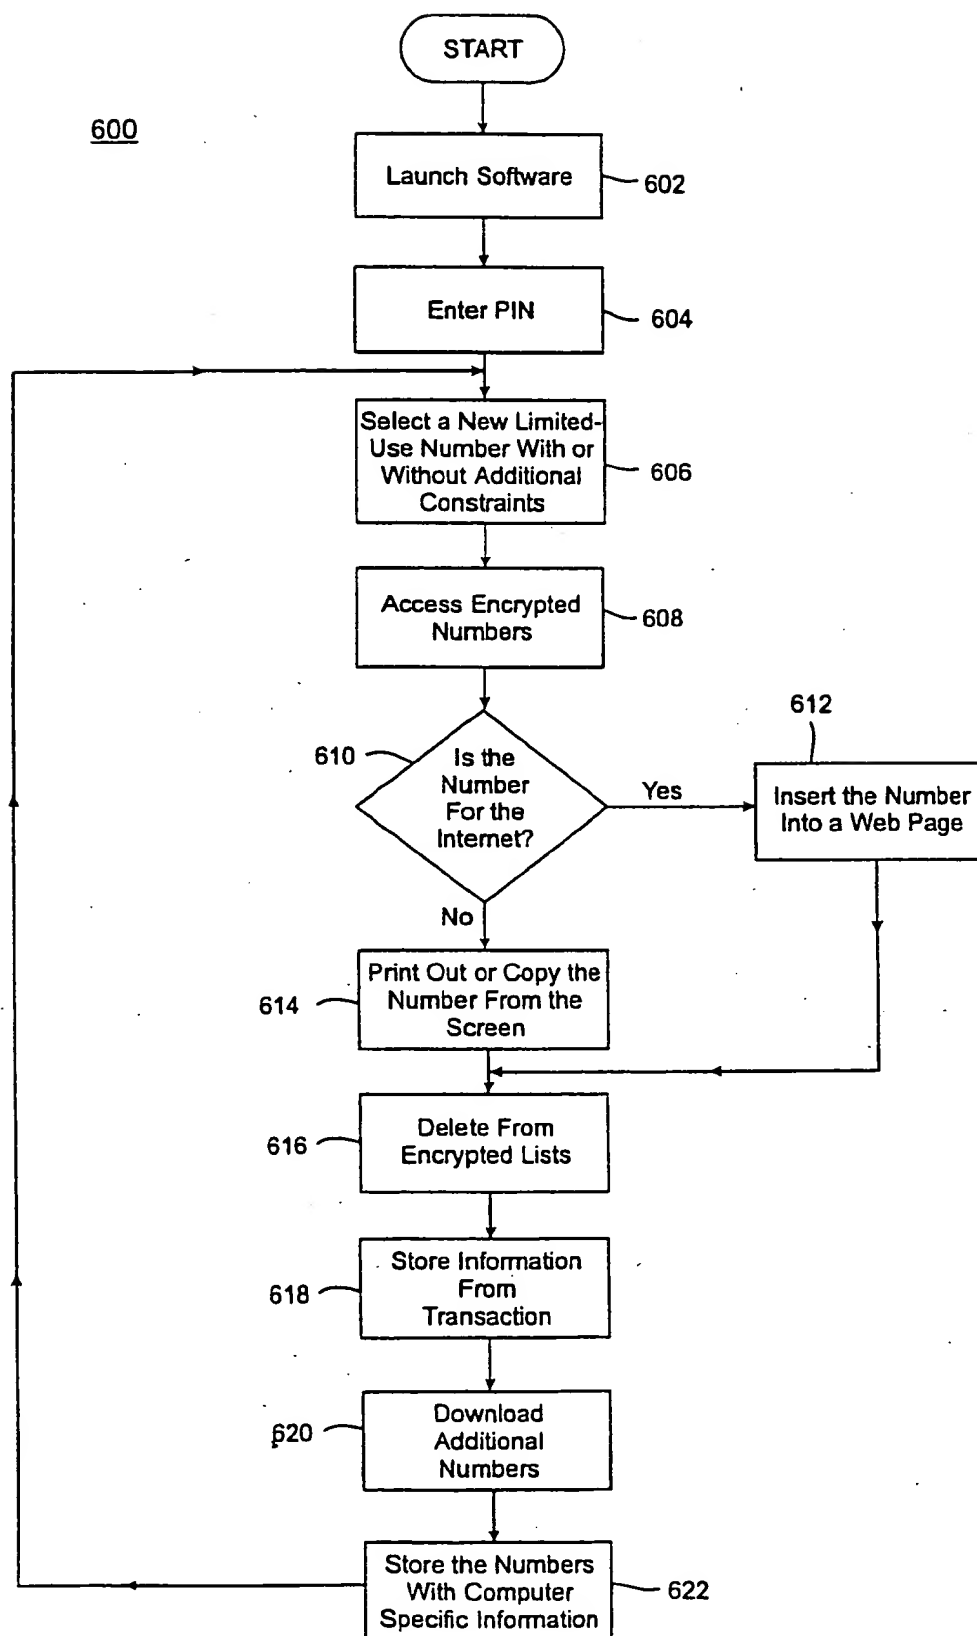 START
600
Launch Software
602
Enter PIN
604
Select a New Limited-
Use Number With or
Without Additional
Constraints
606
Access Encrypted
Numbers
608
610
Is the
Number
For the
Internet?
Yes
612
Insert the Number
Into a Web Page
No
614
Print Out or Copy the
Number From the
Screen
616
Delete From
Encrypted Lists
618
Store Information
From
Transaction
620
Download
Additional
Numbers
Store the Numbers
With Computer
Specific Information
622